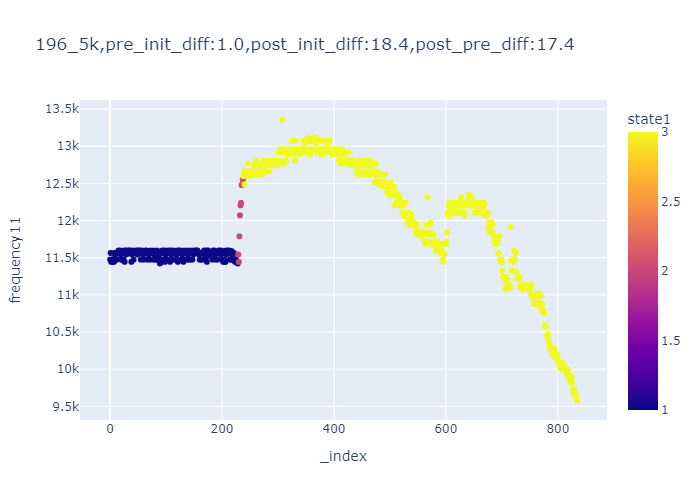 196_5k,pre_init_diff:1.0,post_init_diff:18.4,post_pre_diff:17.4
state1
13.5k
13k
12.5k
12k
11.5k
11k
10.5k
10k
9.5k
frequency11
0
200
400
600
800
_index
3
2.5
2
1.5
1